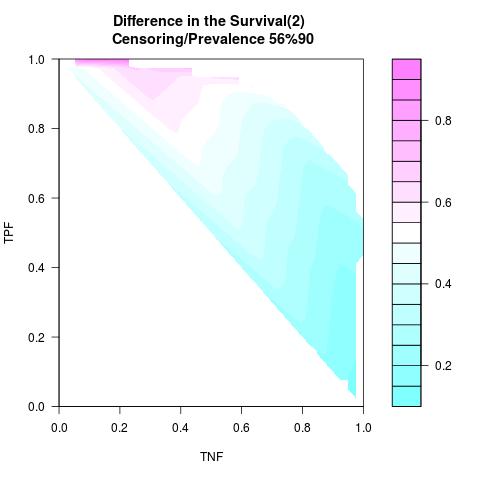 Difference in the Survival(2)
Censoring/Prevalence 56%90
1.0
0.8
0.6
0.4
0.2
0.0
TPF
0.0 0.2 0.4 0.6 0.8 1.0
TNF
0.8
0.6
0.4
0.2